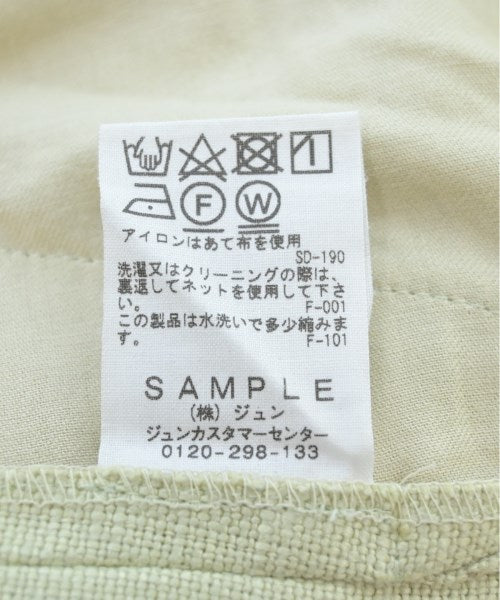 F W
アイロンはあて布を使用
SD-190
洗濯又はクリーニングの際は、
裏返してネットを使用して下さ
い。 F-001
この製品は水洗いで多少縮みま
す。 F-101
SAMPLE
(株) ジュン
ジュンカスタマーセンター
0120-298-133